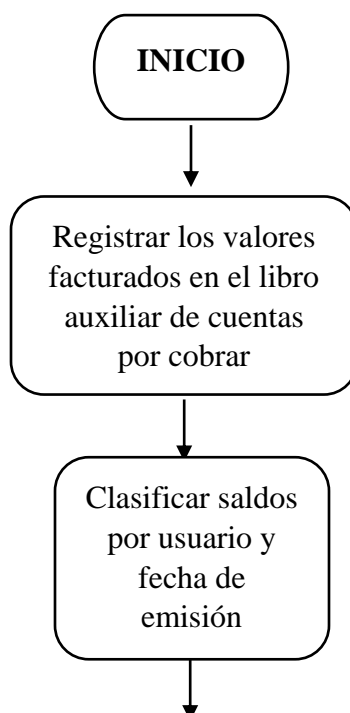 INICIO
Registrar los valores
facturados en el libro
auxiliar de cuentas
por cobrar
Clasificar saldos
por usuario y
fecha de
emisión